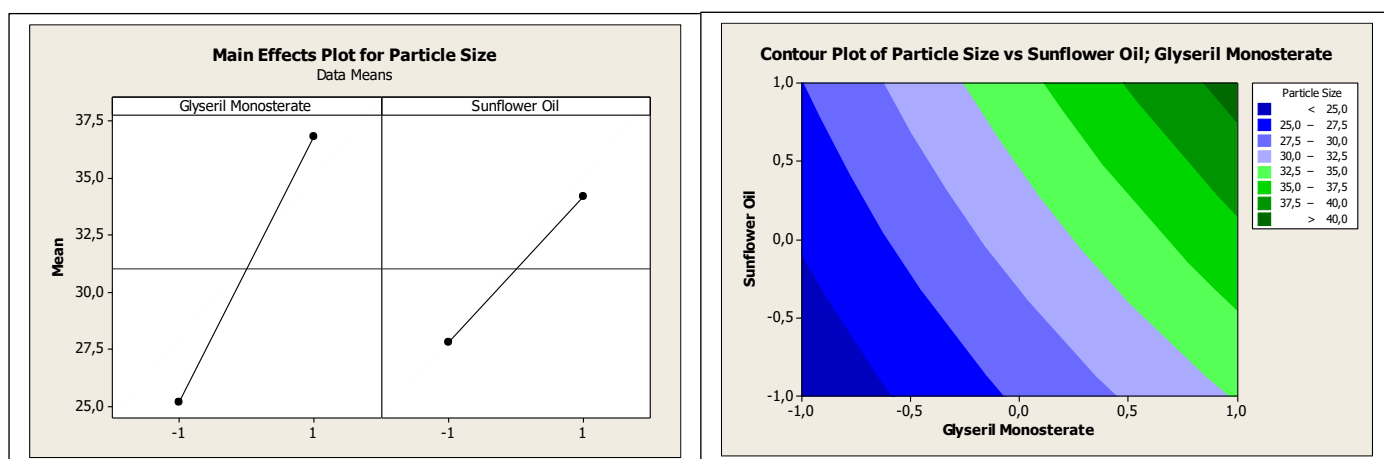 Main Effects Plot for Particle Size
Data Means
Glyseril Monosterate Sunflower Oil
37,5
35,0
32,5
30,0
27,5
25,0
Mean
-1 1 -1 1
Contour Plot of Particle Size vs Sunflower Oil; Glyseril Monosterate
1,0
0,5
0,0
-0,5
-1,0
Sunflower Oil
-1,0 -0,5 0,0 0,5 1,0
Glyseril Monosterate
Particle Size
< 25,0
25,0 – 27,5
27,5 – 30,0
30,0 – 32,5
32,5 – 35,0
35,0 – 37,5
37,5 – 40,0
> 40,0